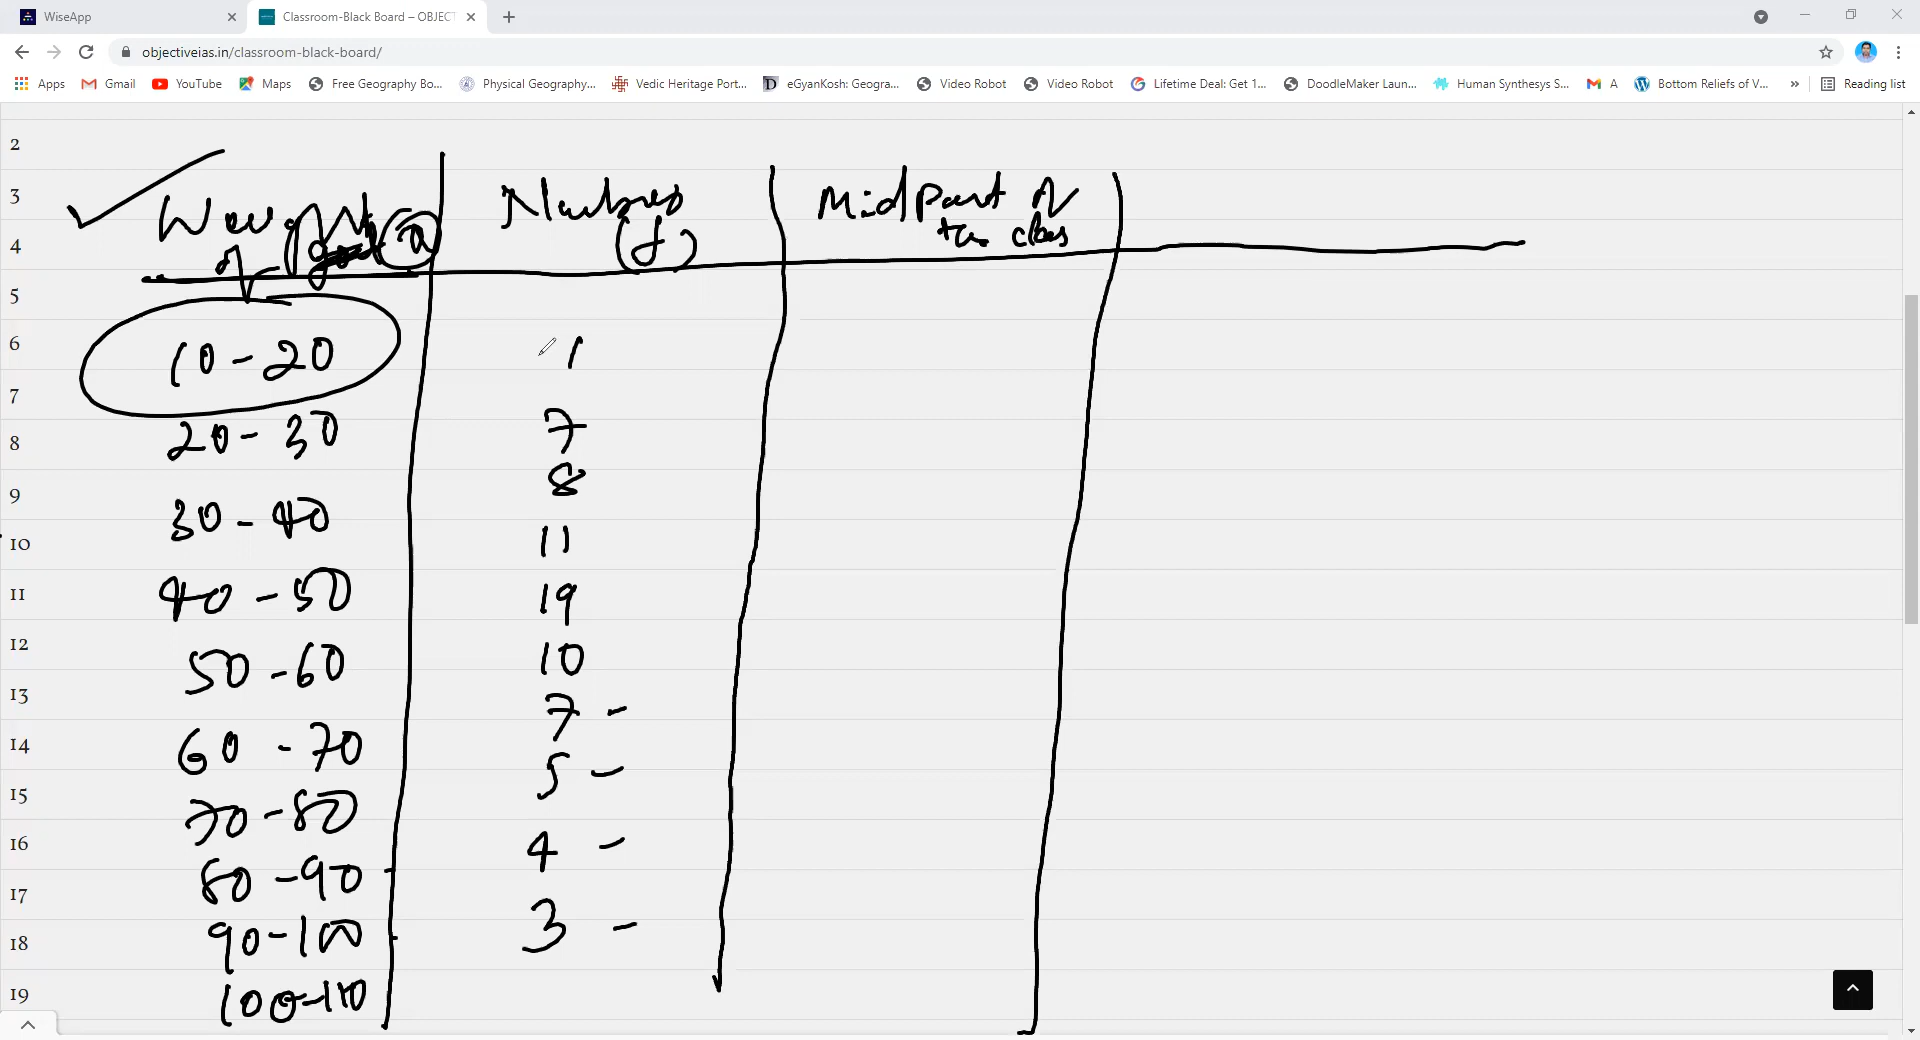 WiseApp
Classroom-Black Board – OBJECT
objectiveias.in/classroom-black-board/
Apps Gmail YouTube Maps Free Geography Bo... Physical Geography... Vedic Heritage Port... eGyanKosh: Geogra... Video Robot Video Robot Lifetime Deal: Get 1... DoodleMaker Laun... Human Synthesys S... A Bottom Reliefs of V... » Reading list
2
3 Weight Numbers Midpoint of
4 (f) the class
5
6 10-20 1
7
8 20-30 7
8
9 30-40
10 11
11 40-50 19
12 50-60 10
13 7 -
14 60-70
15 70-80 5 -
16 4 -
17 80-90
18 90-100 3 -
19 100-110